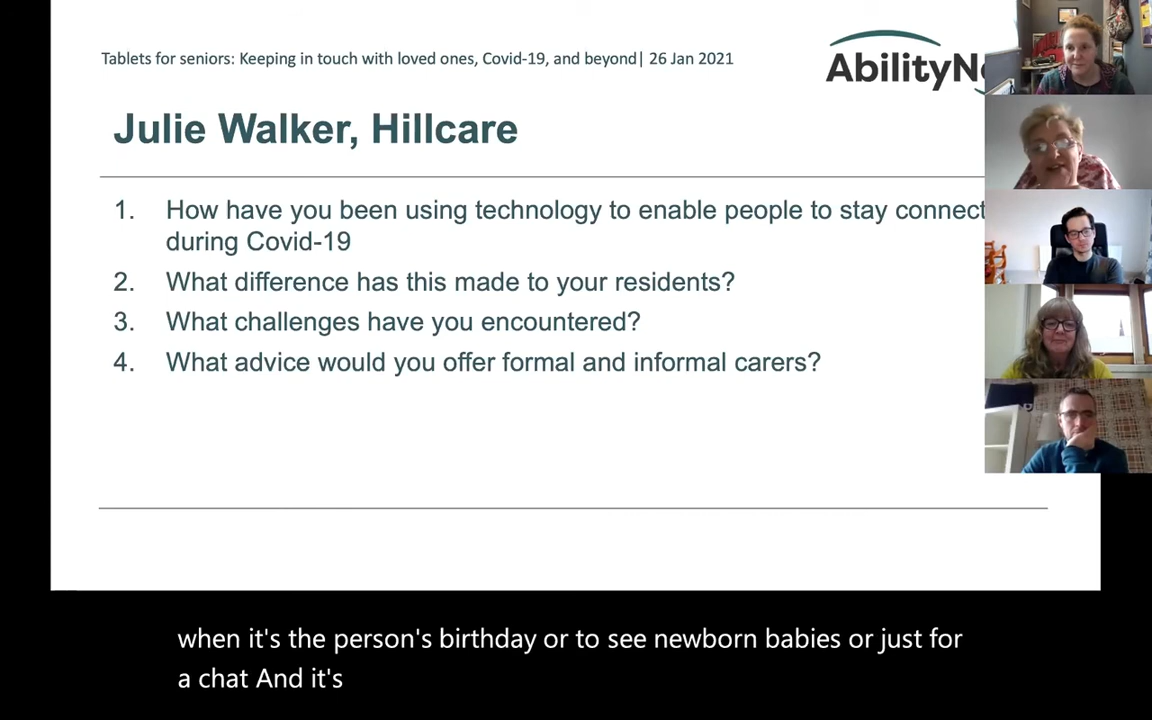 Tablets for seniors: Keeping in touch with loved ones, Covid-19, and beyond| 26 Jan 2021
AbilityN
Julie Walker, Hillcare
1. How have you been using technology to enable people to stay connect
during Covid-19
2. What difference has this made to your residents?
3. What challenges have you encountered?
4. What advice would you offer formal and informal carers?
when it's the person's birthday or to see newborn babies or just for
a chat And it's